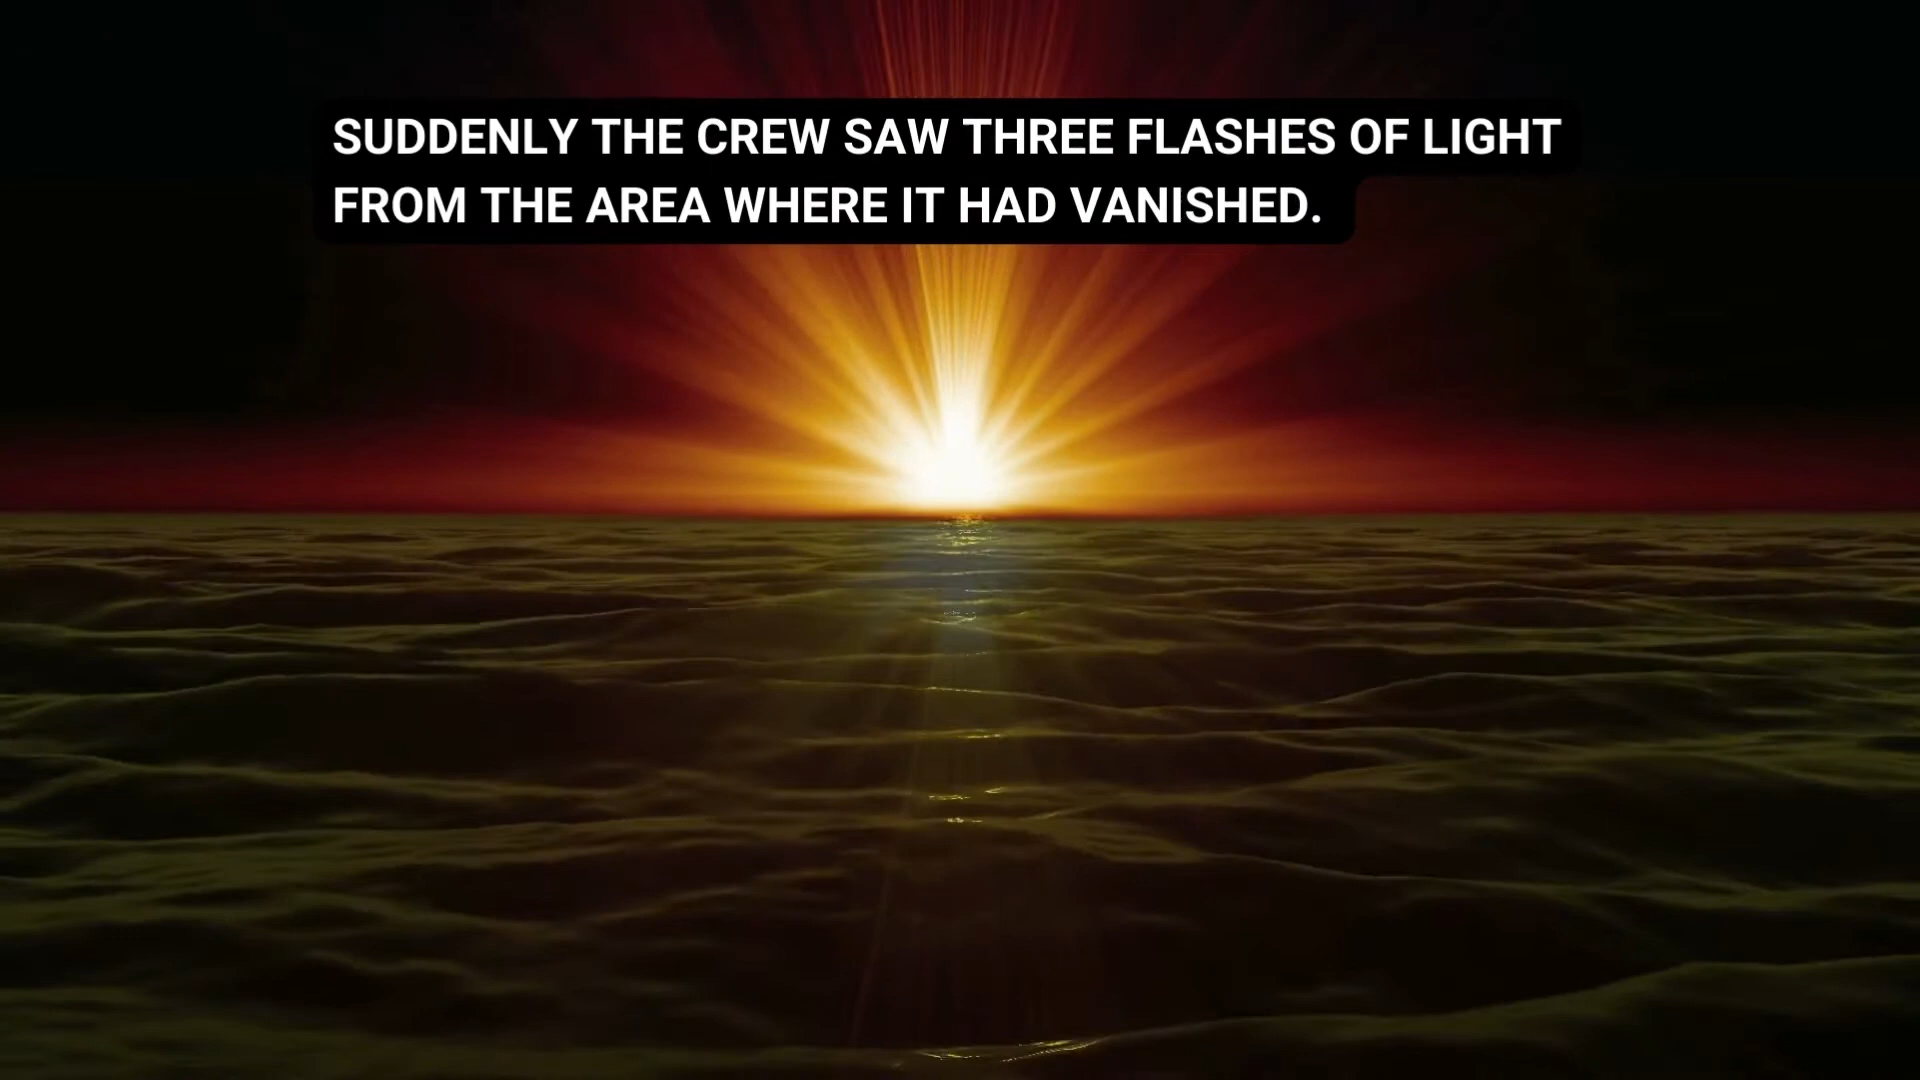 SUDDENLY THE CREW SAW THREE FLASHES OF LIGHT
FROM THE AREA WHERE IT HAD VANISHED.